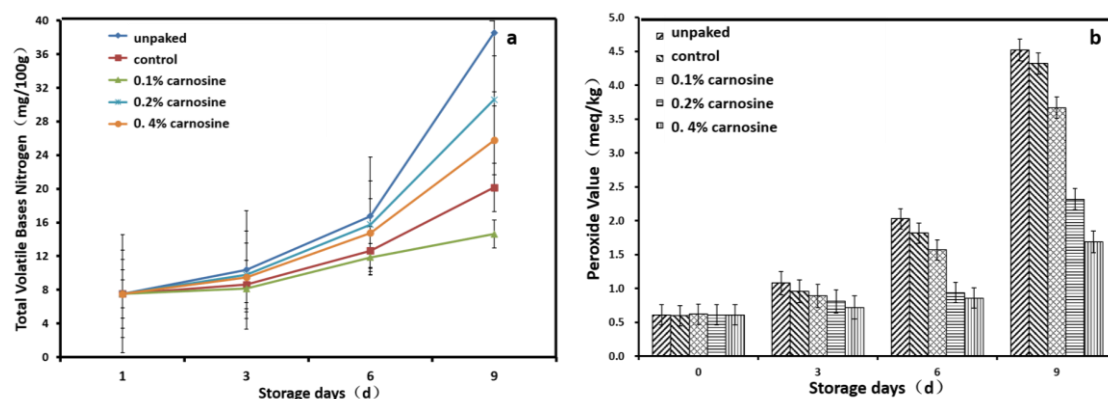 40
36
32
28
24
20
16
12
8
4
0
Total Volatile Bases Nitrogen（mg/100g）
unpaked
control
0.1% carnosine
0.2% carnosine
0. 4% carnosine
a
1 3 6 9
Storage days（d）
5.0
4.5
4.0
3.5
3.0
2.5
2.0
1.5
1.0
0.5
0.0
Peroxide Value（meq/kg）
unpaked
control
0.1% carnosine
0.2% carnosine
0. 4% carnosine
b
0 3 6 9
Storage days（d）